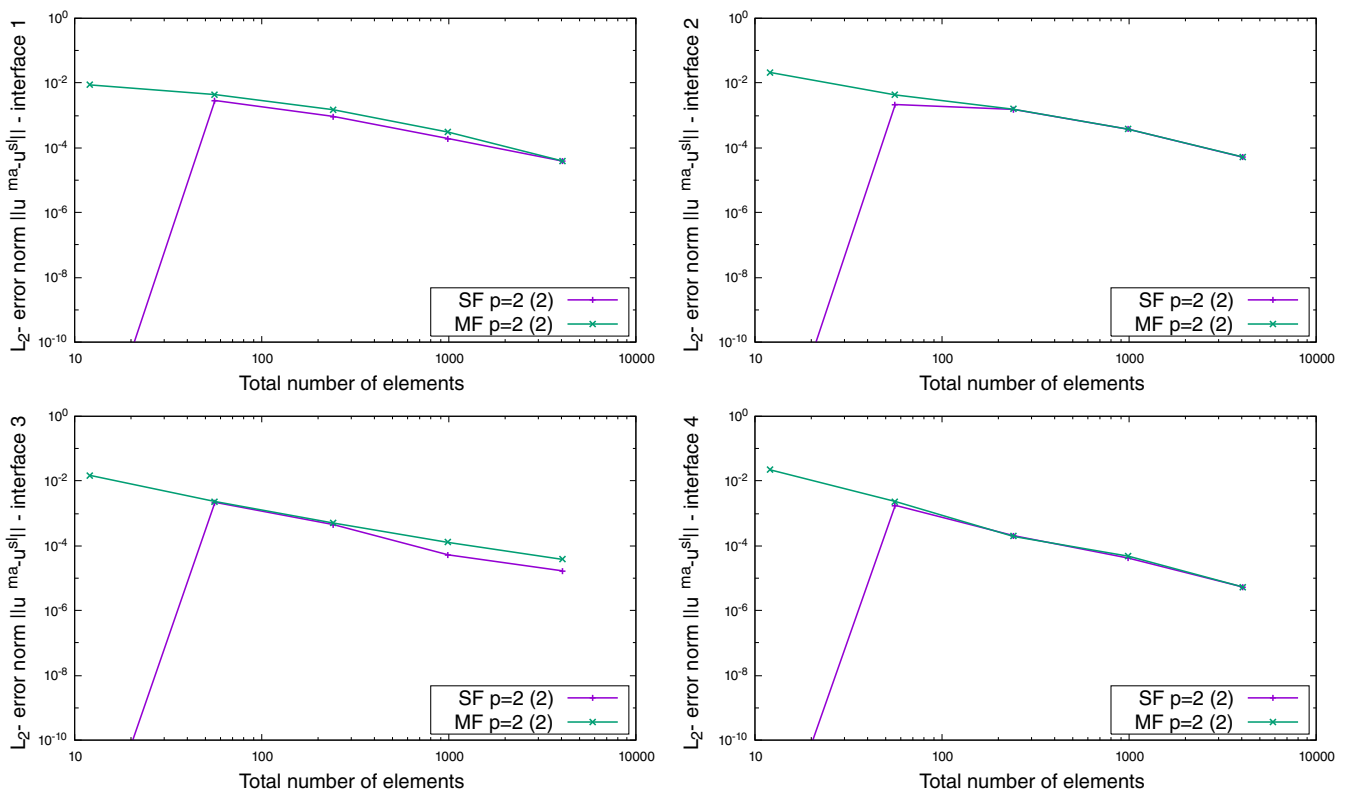 L2- error norm ||u ma-usl|| - interface 1
10^0
10^-2
10^-4
10^-6
10^-8
10^-10
10 100 1000 10000
Total number of elements
SF p=2 (2)
MF p=2 (2)
L2- error norm ||u ma-usl|| - interface 2
10^0
10^-2
10^-4
10^-6
10^-8
10^-10
10 100 1000 10000
Total number of elements
SF p=2 (2)
MF p=2 (2)
L2- error norm ||u ma-usl|| - interface 3
10^0
10^-2
10^-4
10^-6
10^-8
10^-10
10 100 1000 10000
Total number of elements
SF p=2 (2)
MF p=2 (2)
L2- error norm ||u ma-usl|| - interface 4
10^0
10^-2
10^-4
10^-6
10^-8
10^-10
10 100 1000 10000
Total number of elements
SF p=2 (2)
MF p=2 (2)